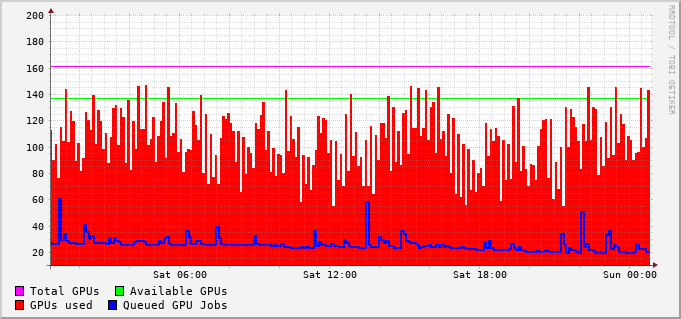 200
180
160
140
120
100
80
60
40
20
Sat 06:00 Sat 12:00 Sat 18:00 Sun 00:00
Total GPUs Available GPUs
GPUs used Queued GPU Jobs
RRDTOOL / TOBI OETIKER